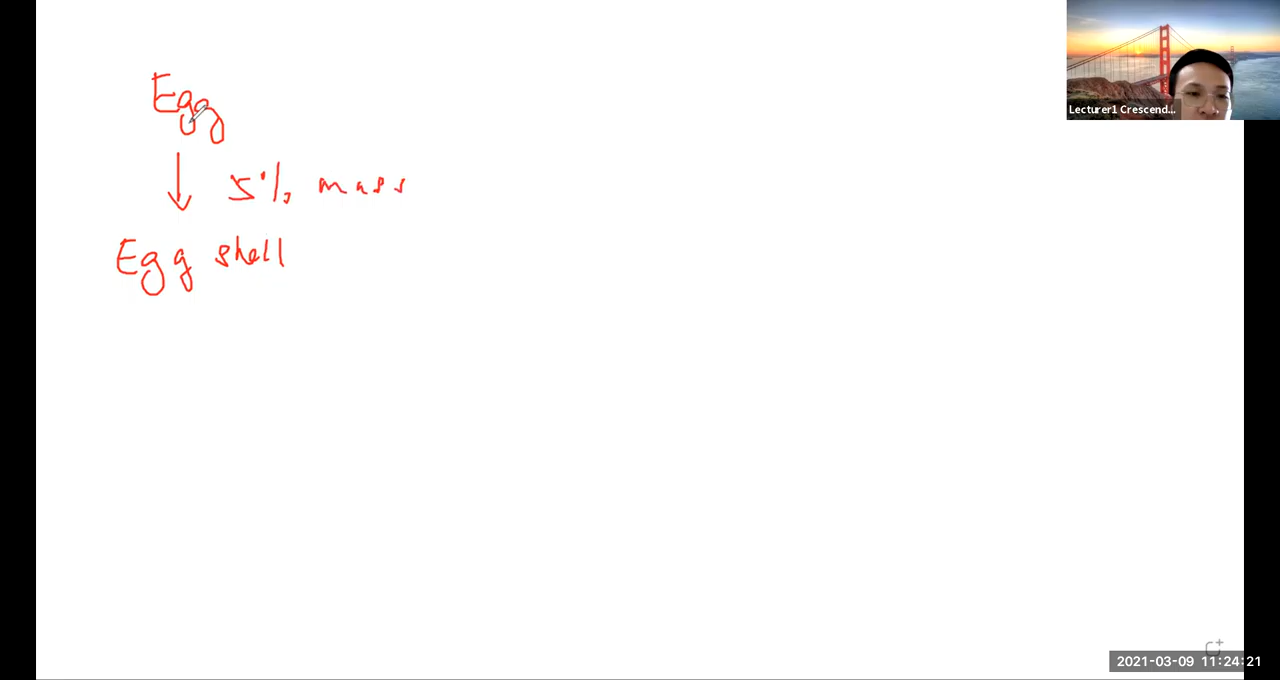 Egg
5% mass
Egg shell
Lecturer1 Crescend...
2021-03-09 11:24:21